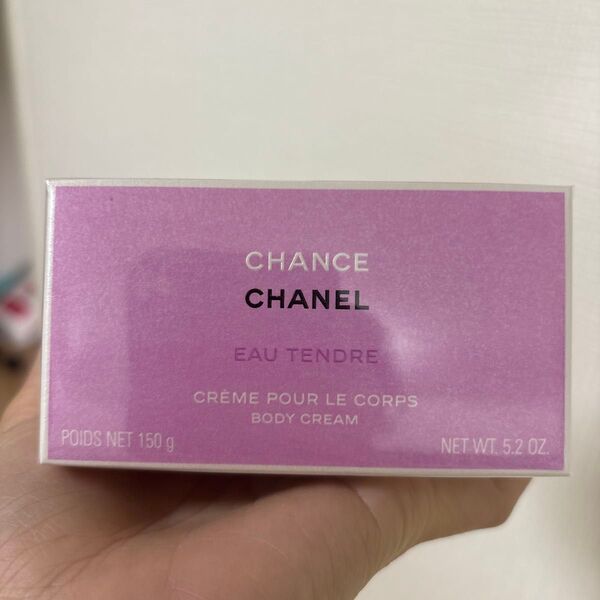 CHANCE
CHANEL
EAU TENDRE
CRÈME POUR LE CORPS
BODY CREAM
POIDS NET 150 g
NET WT. 5.2 OZ.